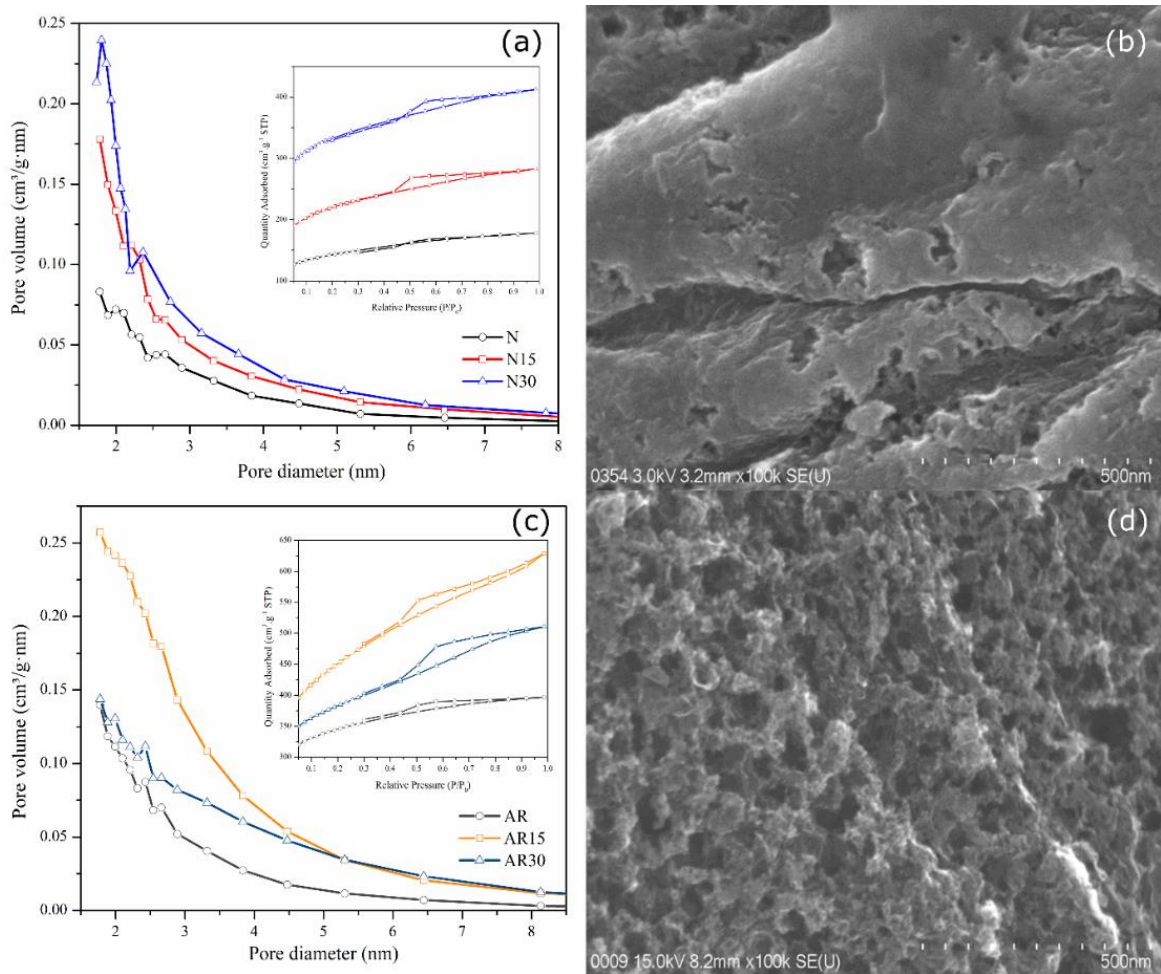 (a)
0.25
0.20
0.15
0.10
0.05
0.00
Pore volume (cm³/g·nm)
2 3 4 5 6 7 8
Pore diameter (nm)
400
300
200
100
Quantity Adsorbed (cm³.g⁻¹ STP)
0.1 0.2 0.3 0.4 0.5 0.6 0.7 0.8 0.9 1.0
Relative Pressure (P/P₀)
N
N15
N30
(b)
0354 3.0kV 3.2mm x100k SE(U)
500nm
(c)
0.25
0.20
0.15
0.10
0.05
0.00
Pore volume (cm³/g·nm)
2 3 4 5 6 7 8
Pore diameter (nm)
650
600
550
500
450
400
350
300
Quantity Adsorbed (cm³.g⁻¹ STP)
0.1 0.2 0.3 0.4 0.5 0.6 0.7 0.8 0.9 1.0
Relative Pressure (P/P₀)
AR
AR15
AR30
(d)
0009 15.0kV 8.2mm x100k SE(U)
500nm